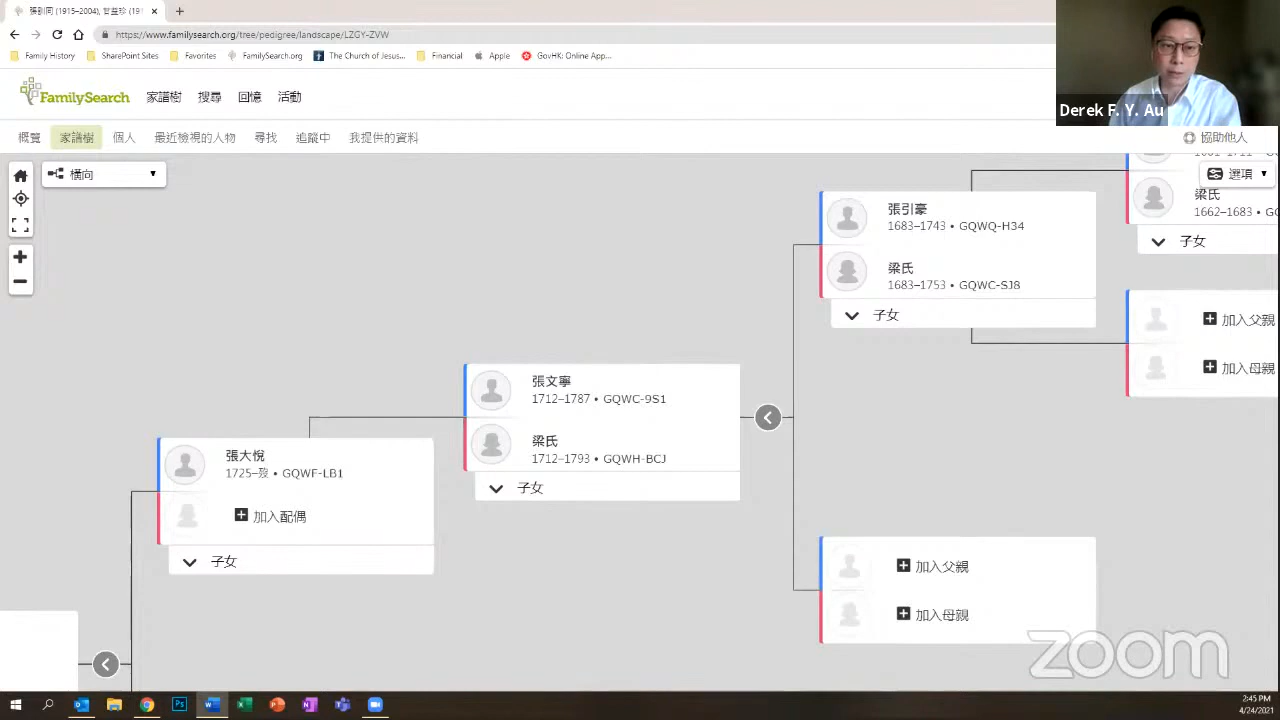 張引同 (1915–2004), 甘益珍 (191
https://www.familysearch.org/tree/pedigree/landscape/LZGY-ZVW
Family History
SharePoint Sites
Favorites
FamilySearch.org
The Church of Jesus...
Financial
Apple
GovHK: Online App...
Derek F. Y. Au
FamilySearch
家譜樹
搜尋
回憶
活動
概覽
家譜樹
個人
最近檢視的人物
尋找
追蹤中
我提供的資料
協助他人
橫向
選項
梁氏
1662–1683 •
子女
張引豪
1683–1743 • GQWQ-H34
梁氏
1683–1753 • GQWC-SJ8
子女
加入父親
加入母親
張文寧
1712–1787 • GQWC-9S1
梁氏
1712–1793 • GQWH-BCJ
子女
張大悅
1725–歿 • GQWF-LB1
加入配偶
子女
加入父親
加入母親
zoom
2:45 PM
4/24/2021